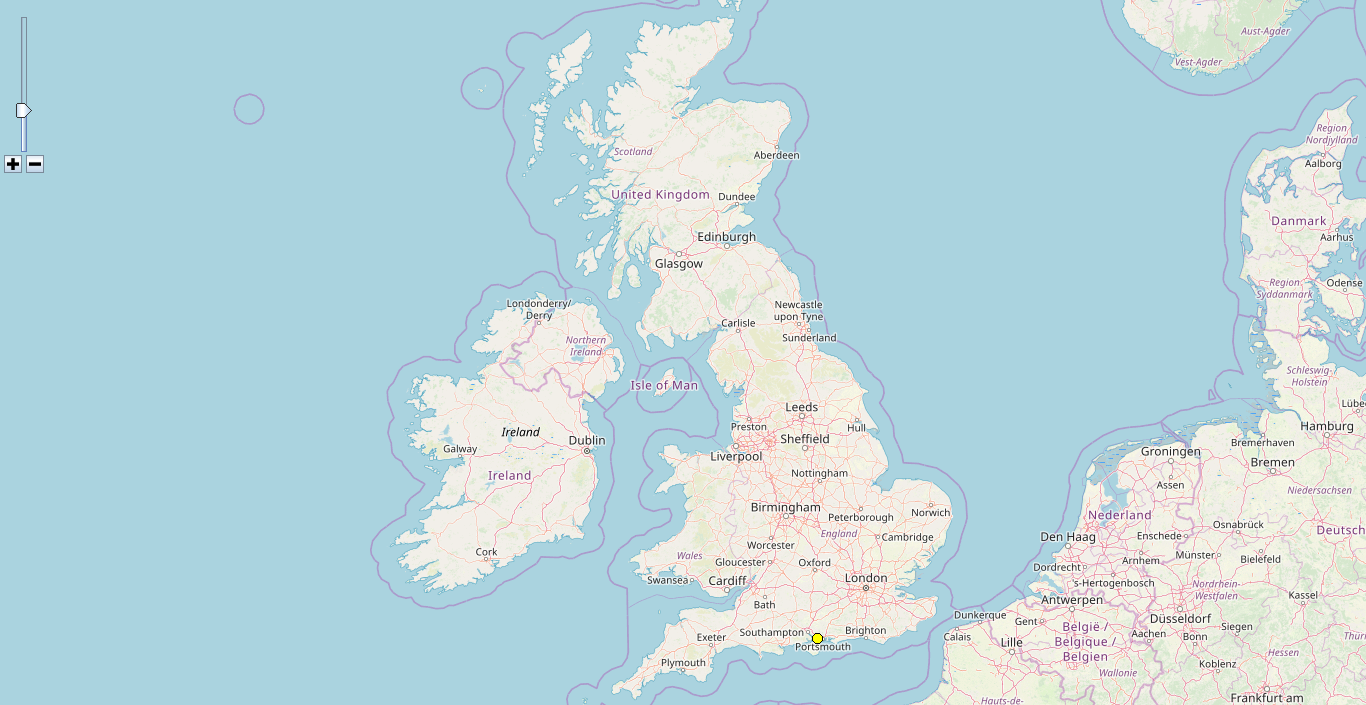 Aust-Agder
Vest-Agder
Region
Nordjylland
Scotland
Aberdeen
Aalborg
United Kingdom
Dundee
Danmark
Edinburgh
Aarhus
Glasgow
Region
Syddanmark
Odense
Londonderry/
Derry
Newcastle
upon Tyne
Carlisle
Sunderland
Northern
Ireland
Isle of Man
Schleswig-
Holstein
Leeds
Lübe
Preston
Hull
Hamburg
Ireland
Dublin
Sheffield
Bremerhaven
Galway
Liverpool
Groningen
Bremen
Ireland
Nottingham
Assen
Niedersachsen
Birmingham
Peterborough
Norwich
Nederland
Osnabrück
Deutsch
England
Cambridge
Den Haag
Enschede
Worcester
Cork
Wales
Gloucester
Oxford
Arnhem
Münster
Bielefeld
Dordrecht
Swansea
Cardiff
London
's-Hertogenbosch
Nordrhein-
Westfalen
Kassel
Bath
Antwerpen
Dunkerque
Gent
Düsseldorf
Exeter
Southampton
Brighton
Calais
Lille
België /
Belgique /
Belgien
Aachen
Bonn
Siegen
Thür
Portsmouth
Plymouth
Hessen
Koblenz
Wallonie
Hauts-de-
Frankfurt am